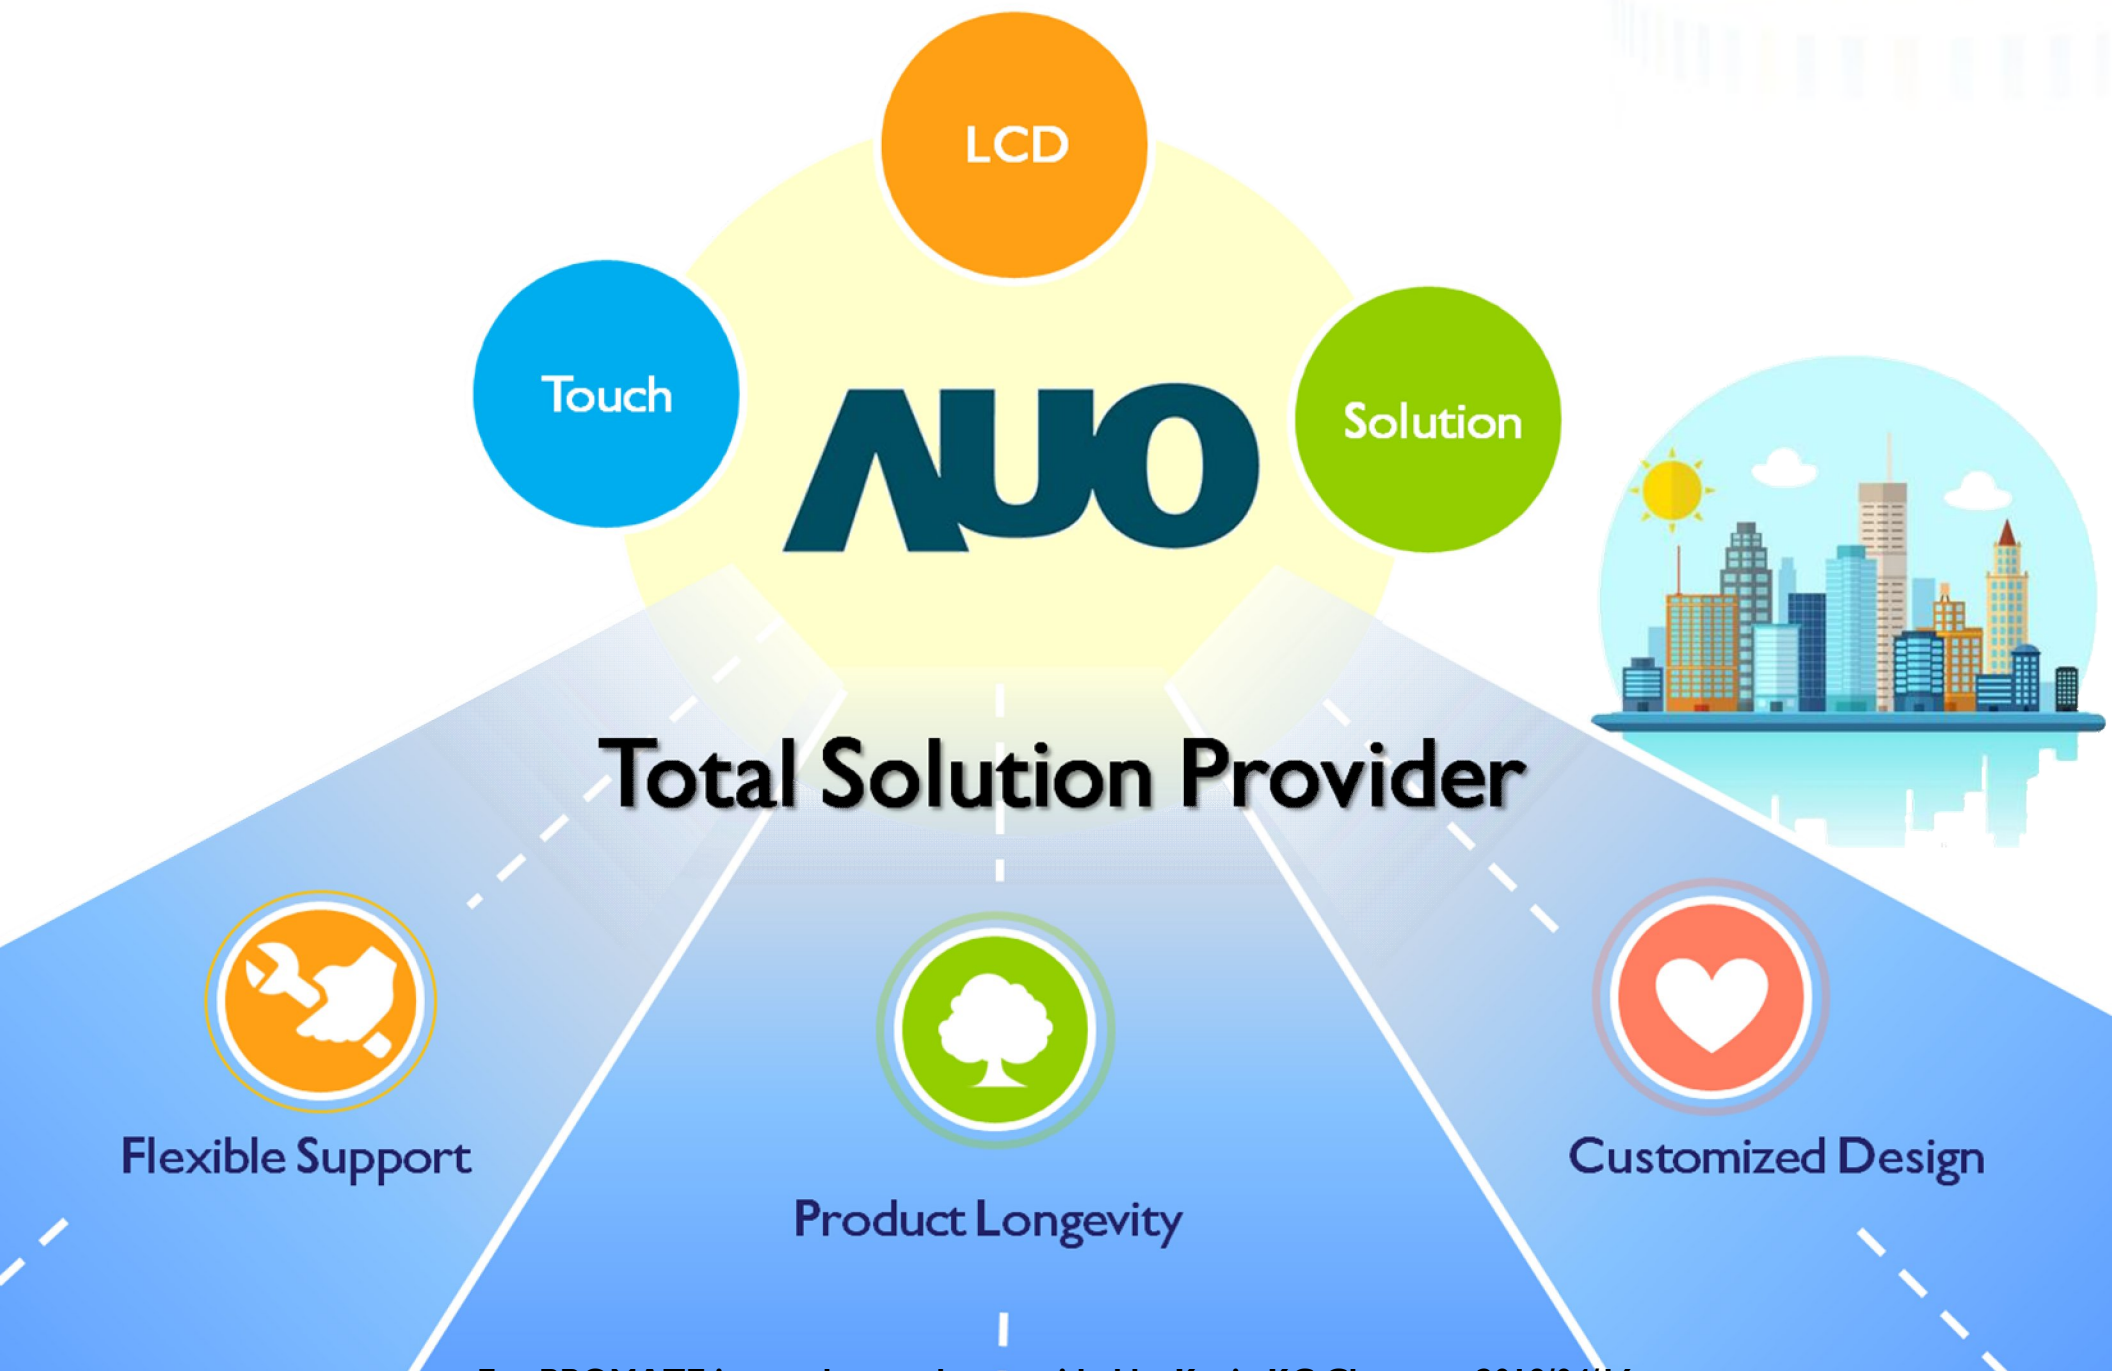 LCD
Touch
Solution
AUO
Total Solution Provider
Flexible Support
Customized Design
Product Longevity